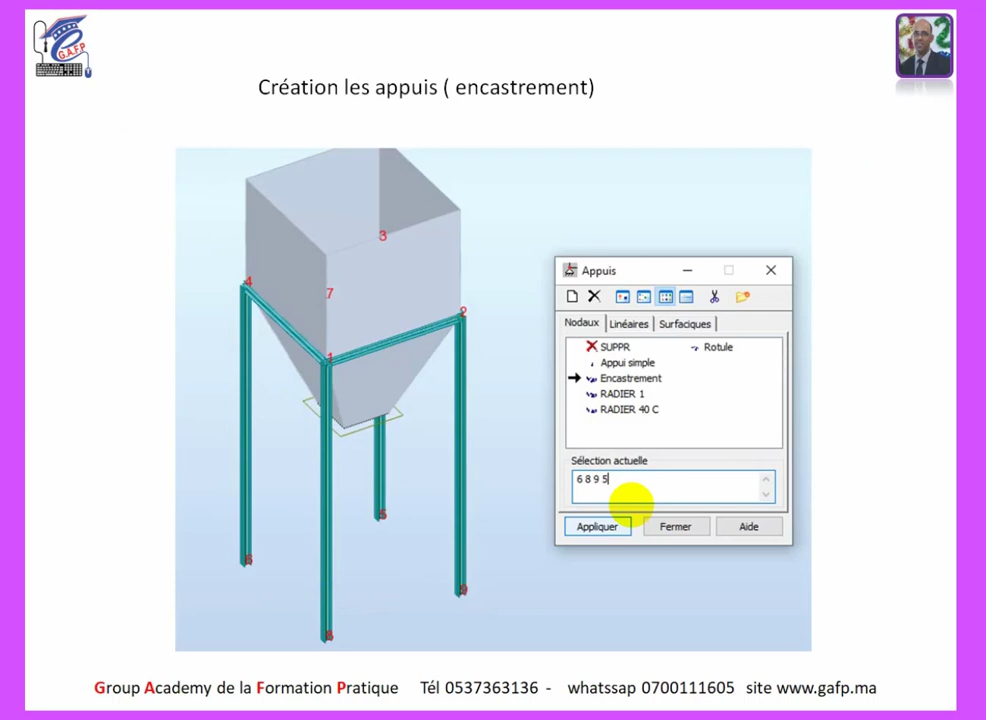 G.A.F.P
Création les appuis ( encastrement)
3
4
7
2
1
5
6
9
8
Appuis
Nodaux
Linéaires
Surfaciques
SUPPR
Rotule
Appui simple
Encastrement
RADIER 1
RADIER 40 C
Sélection actuelle
6 8 9 5
Appliquer
Fermer
Aide
Group Academy de la Formation Pratique Tél 0537363136 - whatssap 0700111605 site www.gafp.ma